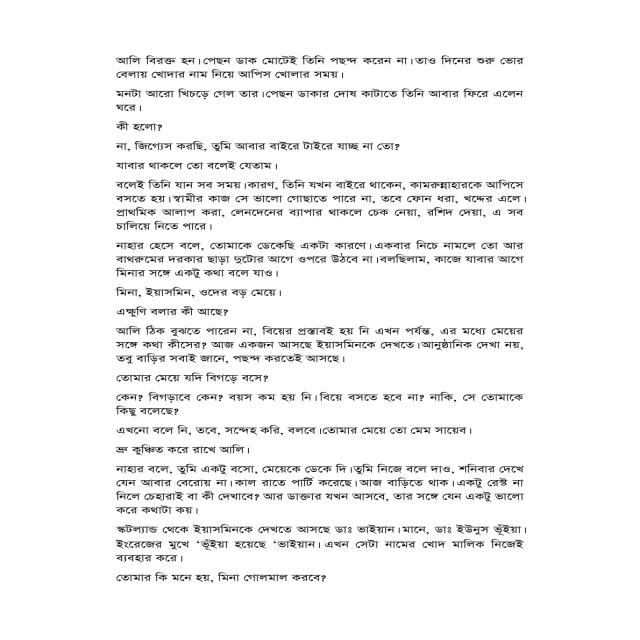 আলি বিরক্ত হন। পেছন ডাক মোটেই তিনি পছন্দ করেন না। তাও দিনের শুরু ভোর
বেলায় খোদার নাম নিয়ে আপিস খোলার সময়।
মনটা আরো খিচড়ে গেল তার। পেছন ডাকার দোষ কাটাতে তিনি আবার ফিরে এলেন
ঘরে।
কী হলো?
না, জিগ্যেস করছি, তুমি আবার বাইরে টাইরে যাচ্ছ না তো?
যাবার থাকলে তো বলেই যেতাম।
বলেই তিনি যান সব সময়। কারণ, তিনি যখন বাইরে থাকেন, কামরুন্নাহারকে আপিসে
বসতে হয়। স্বামীর কাজ সে ভালো গোছাতে পারে না, তবে ফোন ধরা, খদ্দের এলে।
প্রাথমিক আলাপ করা, লেনদেনের ব্যাপার থাকলে চেক নেয়া, রশিদ দেয়া, এ সব
চালিয়ে নিতে পারে।
নাহার হেসে বলে, তোমাকে ডেকেছি একটা কারণে। একবার নিচে নামলে তো আর
বাথরুমের দরকার ছাড়া দুটোর আগে ওপরে উঠবে না। বলছিলাম, কাজে যাবার আগে
মিনার সঙ্গে একটু কথা বলে যাও।
মিনা, ইয়াসমিন, ওদের বড় মেয়ে।
এক্ষুণি বলার কী আছে?
আলি ঠিক বুঝতে পারেন না, বিয়ের প্রস্তাবই হয় নি এখন পর্যন্ত, এর মধ্যে মেয়ের
সঙ্গে কথা কীসের? আজ একজন আসছে ইয়াসমিনকে দেখতে। আনুষ্ঠানিক দেখা নয়,
তবু বাড়ির সবাই জানে, পছন্দ করতেই আসছে।
তোমার মেয়ে যদি বিগড়ে বসে?
কেন? বিগড়াবে কেন? বয়স কম হয় নি। বিয়ে বসতে হবে না? নাকি, সে তোমাকে
কিছু বলেছে?
এখনো বলে নি, তবে, সন্দেহ করি, বলবে। তোমার মেয়ে তো মেম সায়েব।
ভ্রু কুঞ্চিত করে রাখে আলি।
নাহার বলে, তুমি একটু বসো, মেয়েকে ডেকে দি। তুমি নিজে বলে দাও, শনিবার দেখে
যেন আবার বেরোয় না। কাল রাতে পার্টি করেছে। আজ বাড়িতে থাক। একটু রেস্ট না
নিলে চেহারাই বা কী দেখাবে? আর ডাক্তার যখন আসবে, তার সঙ্গে যেন একটু ভালো
করে কথাটা কয়।
স্কটল্যান্ড থেকে ইয়াসমিনকে দেখতে আসছে ডাঃ ভাইয়ান। মানে, ডাঃ ইউনুস ভূঁইয়া।
ইংরেজের মুখে ‘ভূঁইয়া হয়েছে ‘ভাইয়ান। এখন সেটা নামের খোদ মালিক নিজেই
ব্যবহার করে।
তোমার কি মনে হয়, মিনা গোলমাল করবে?